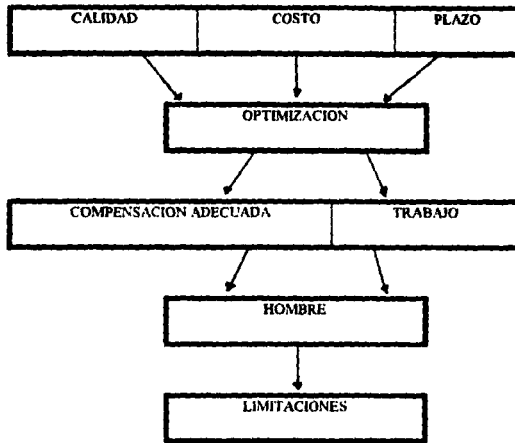 CALIDAD COSTO PLAZO
OPTIMIZACION
COMPENSACION ADECUADA TRABAJO
HOMBRE
LIMITACIONES